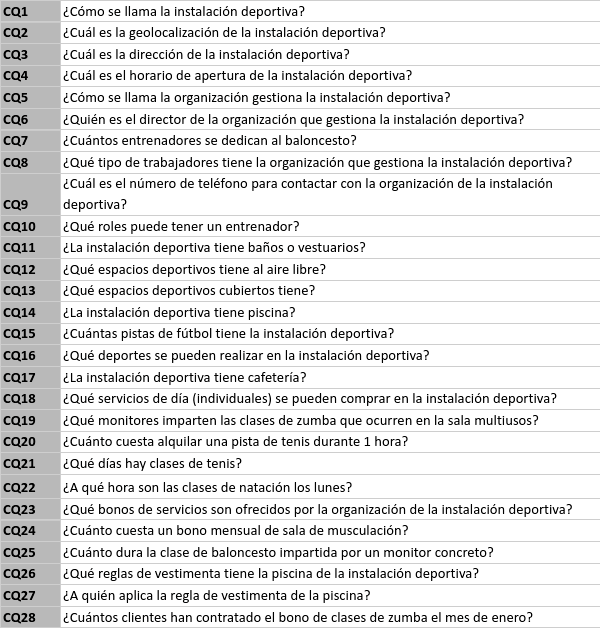 CQ1 ¿Cómo se llama la instalación deportiva?
CQ2 ¿Cuál es la geolocalización de la instalación deportiva?
CQ3 ¿Cuál es la dirección de la instalación deportiva?
CQ4 ¿Cuál es el horario de apertura de la instalación deportiva?
CQ5 ¿Cómo se llama la organización gestiona la instalación deportiva?
CQ6 ¿Quién es el director de la organización que gestiona la instalación deportiva?
CQ7 ¿Cuántos entrenadores se dedican al baloncesto?
CQ8 ¿Qué tipo de trabajadores tiene la organización que gestiona la instalación deportiva?
¿Cuál es el número de teléfono para contactar con la organización de la instalación
CQ9 deportiva?
CQ10 ¿Qué roles puede tener un entrenador?
CQ11 ¿La instalación deportiva tiene baños o vestuarios?
CQ12 ¿Qué espacios deportivos tiene al aire libre?
CQ13 ¿Qué espacios deportivos cubiertos tiene?
CQ14 ¿La instalación deportiva tiene piscina?
CQ15 ¿Cuántas pistas de fútbol tiene la instalación deportiva?
CQ16 ¿Qué deportes se pueden realizar en la instalación deportiva?
CQ17 ¿La instalación deportiva tiene cafetería?
CQ18 ¿Qué servicios de día (individuales) se pueden comprar en la instalación deportiva?
CQ19 ¿Qué monitores imparten las clases de zumba que ocurren en la sala multiusos?
CQ20 ¿Cuánto cuesta alquilar una pista de tenis durante 1 hora?
CQ21 ¿Qué días hay clases de tenis?
CQ22 ¿A qué hora son las clases de natación los lunes?
CQ23 ¿Qué bonos de servicios son ofrecidos por la organización de la instalación deportiva?
CQ24 ¿Cuánto cuesta un bono mensual de sala de musculación?
CQ25 ¿Cuánto dura la clase de baloncesto impartida por un monitor concreto?
CQ26 ¿Qué reglas de vestimenta tiene la piscina de la instalación deportiva?
CQ27 ¿A quién aplica la regla de vestimenta de la piscina?
CQ28 ¿Cuántos clientes han contratado el bono de clases de zumba el mes de enero?